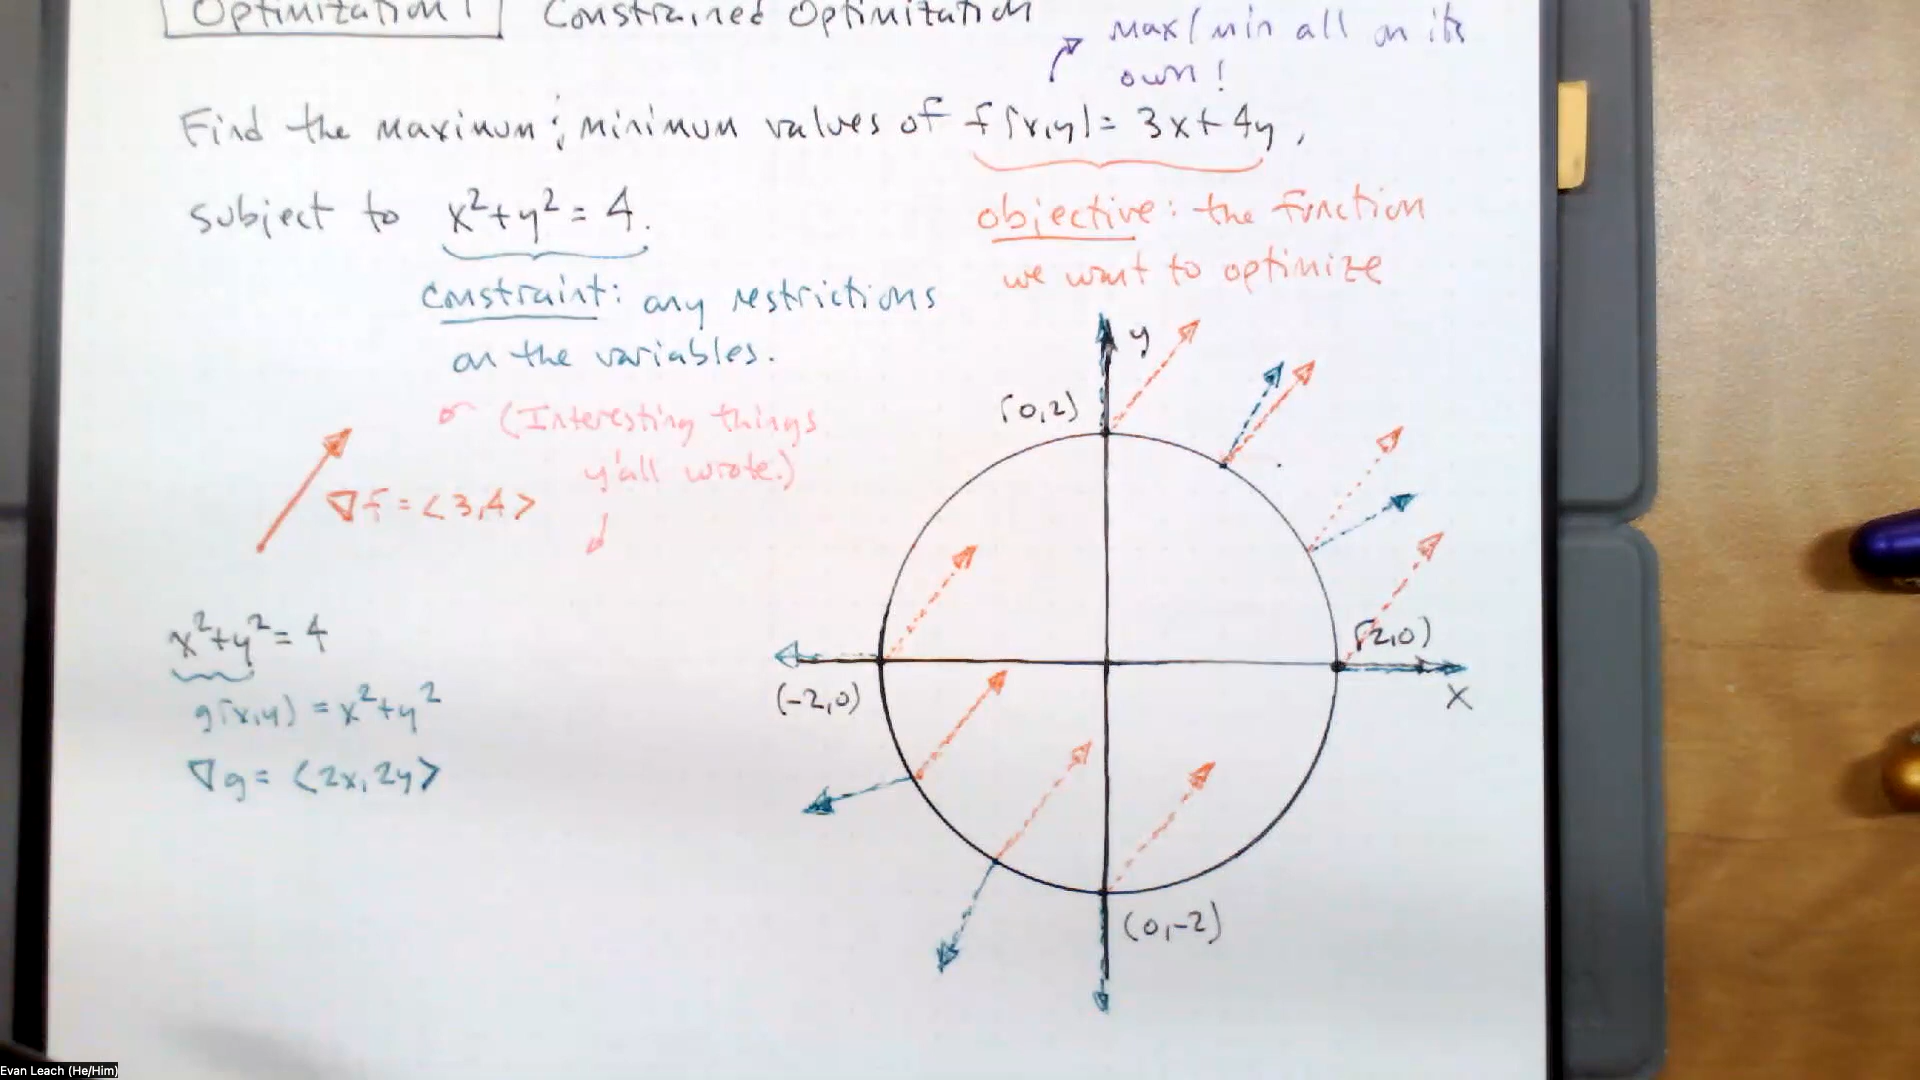 Optimization! Constrained Optimization
Max/min all on its
own!
Find the maximum & minimum values of f(x,y) = 3x+4y,
subject to x²+y² = 4.
objective: the function
we want to optimize
constraint: any restrictions
on the variables.
(Interesting things
y'all wrote.)
∇f = <3,4>
x²+y² = 4
g(x,y) = x²+y²
∇g = <2x,2y>
y
(0,2)
(2,0)
x
(-2,0)
(0,-2)
Evan Leach (He/Him)